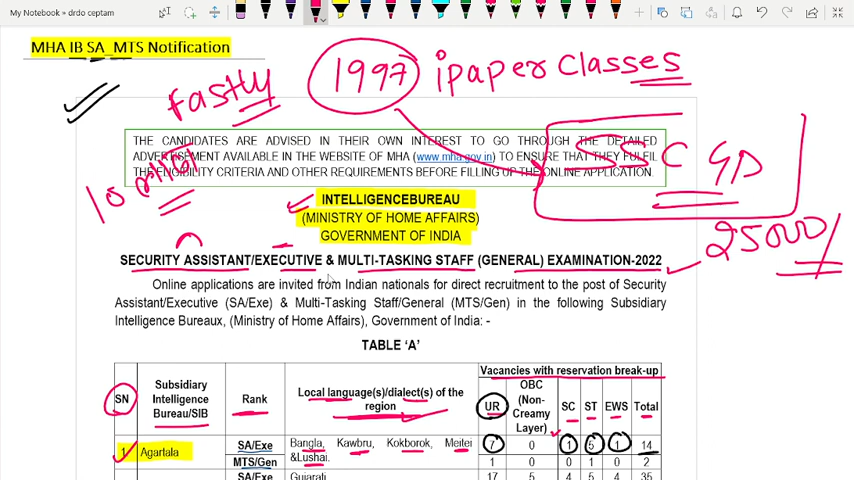 My Notebook > drdo ceptam
MHA IB SA_MTS Notification
fastly 1997 ipaper classes
THE CANDIDATES ARE ADVISED IN THEIR OWN INTEREST TO GO THROUGH THE DETAILED
ADVERTISEMENT AVAILABLE IN THE WEBSITE OF MHA (www.mha.gov.in) TO ENSURE THAT THEY FULFIL
THE ELIGIBILITY CRITERIA AND OTHER REQUIREMENTS BEFORE FILLING UP THE ONLINE APPLICATION.
SSC GD
10
25000/
INTELLIGENCEBUREAU
(MINISTRY OF HOME AFFAIRS)
GOVERNMENT OF INDIA
SECURITY ASSISTANT/EXECUTIVE & MULTI-TASKING STAFF (GENERAL) EXAMINATION-2022
Online applications are invited from Indian nationals for direct recruitment to the post of Security
Assistant/Executive (SA/Exe) & Multi-Tasking Staff/General (MTS/Gen) in the following Subsidiary
Intelligence Bureaux, (Ministry of Home Affairs), Government of India: -
TABLE 'A'
SN
Subsidiary
Intelligence
Bureau/SIB
Rank
Local language(s)/dialect(s) of the
region
Vacancies with reservation break-up
UR
OBC
(Non-
Creamy
Layer)
SC
ST
EWS
Total
1 Agartala SA/Exe Bangla, Kawbru, Kokborok, Meitei 7 0 1 5 1 14
MTS/Gen &Lushai. 1 0 0 1 0 2
SA/Exe Gujarati 17 5 4 5 4 35